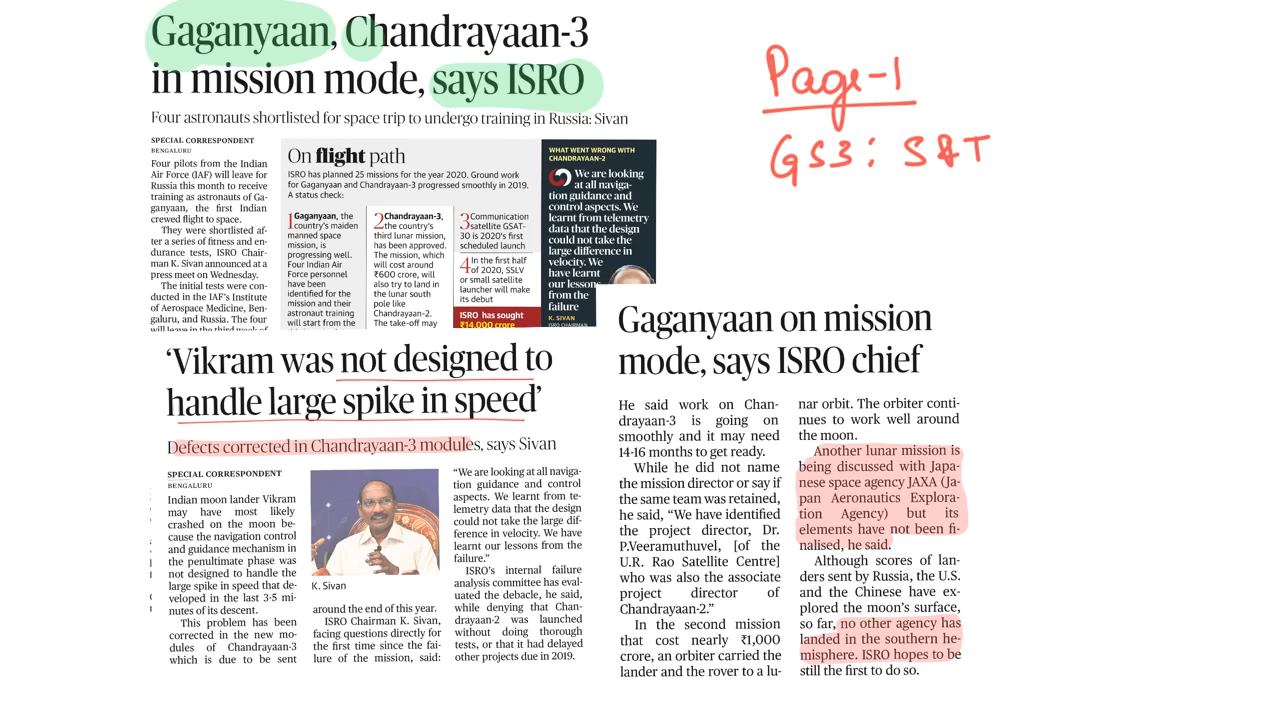 Gaganyaan, Chandrayaan-3
in mission mode, says ISRO
Four astronauts shortlisted for space trip to undergo training in Russia: Sivan
SPECIAL CORRESPONDENT
BENGALURU
Four pilots from the Indian
Air Force (IAF) will leave for
Russia this month to receive
training as astronauts of Ga-
ganyaan, the first Indian
crewed flight to space.
They were shortlisted af-
ter a series of fitness and en-
durance tests, ISRO Chair-
man K. Sivan announced at a
press meet on Wednesday.
The initial tests were con-
ducted in the IAF's Institute
of Aerospace Medicine, Ben-
galuru, and Russia. The four
will leave in the third week of
On flight path
ISRO has planned 25 missions for the year 2020. Ground work
for Gaganyaan and Chandrayaan-3 progressed smoothly in 2019.
A status check:
1 Gaganyaan, the
country's maiden
manned space
mission, is
progressing well.
Four Indian Air
Force personnel
have been
identified for the
mission and their
astronaut training
will start from the
2 Chandrayaan-3,
the country's
third lunar mission,
has been approved.
The mission, which
will cost around
₹600 crore, will
also try to land in
the lunar south
pole like
Chandrayaan-2.
The take-off may
3 Communication
satellite GSAT-
30 is 2020's first
scheduled launch
4 In the first half
of 2020, SSLV
or small satellite
launcher will make
its debut
ISRO has sought
₹14,000 crore
WHAT WENT WRONG WITH
CHANDRAYAAN-2
We are looking
at all naviga-
tion guidance and
control aspects. We
learnt from telemetry
data that the design
could not take the
large difference in
velocity. We
have learnt
our lessons
from the
failure
K. SIVAN
ISRO CHAIRMAN
Page-1
GS3: S&T
'Vikram was not designed to
handle large spike in speed'
Defects corrected in Chandrayaan-3 modules, says Sivan
SPECIAL CORRESPONDENT
BENGALURU
Indian moon lander Vikram
may have most likely
crashed on the moon be-
cause the navigation control
and guidance mechanism in
the penultimate phase was
not designed to handle the
large spike in speed that de-
veloped in the last 3-5 mi-
nutes of its descent.
This problem has been
corrected in the new mo-
dules of Chandrayaan-3
which is due to be sent
K. Sivan
around the end of this year.
ISRO Chairman K. Sivan,
facing questions directly for
the first time since the fai-
lure of the mission, said:
"We are looking at all naviga-
tion guidance and control
aspects. We learnt from te-
lemetry data that the design
could not take the large dif-
ference in velocity. We have
learnt our lessons from the
failure."
ISRO's internal failure
analysis committee has eval-
uated the debacle, he said,
while denying that Chan-
drayaan-2 was launched
without doing thorough
tests, or that it had delayed
other projects due in 2019.
Gaganyaan on mission
mode, says ISRO chief
He said work on Chan-
drayaan-3 is going on
smoothly and it may need
14-16 months to get ready.
While he did not name
the mission director or say if
the same team was retained,
he said, "We have identified
the project director, Dr.
P.Veeramuthuvel, [of the
U.R. Rao Satellite Centre]
who was also the associate
project director of
Chandrayaan-2."
In the second mission
that cost nearly ₹1,000
crore, an orbiter carried the
lander and the rover to a lu-
nar orbit. The orbiter conti-
nues to work well around
the moon.
Another lunar mission is
being discussed with Japa-
nese space agency JAXA (Ja-
pan Aeronautics Explora-
tion Agency) but its
elements have not been fi-
nalised, he said.
Although scores of lan-
ders sent by Russia, the U.S.
and the Chinese have ex-
plored the moon's surface,
so far, no other agency has
landed in the southern he-
misphere. ISRO hopes to be
still the first to do so.